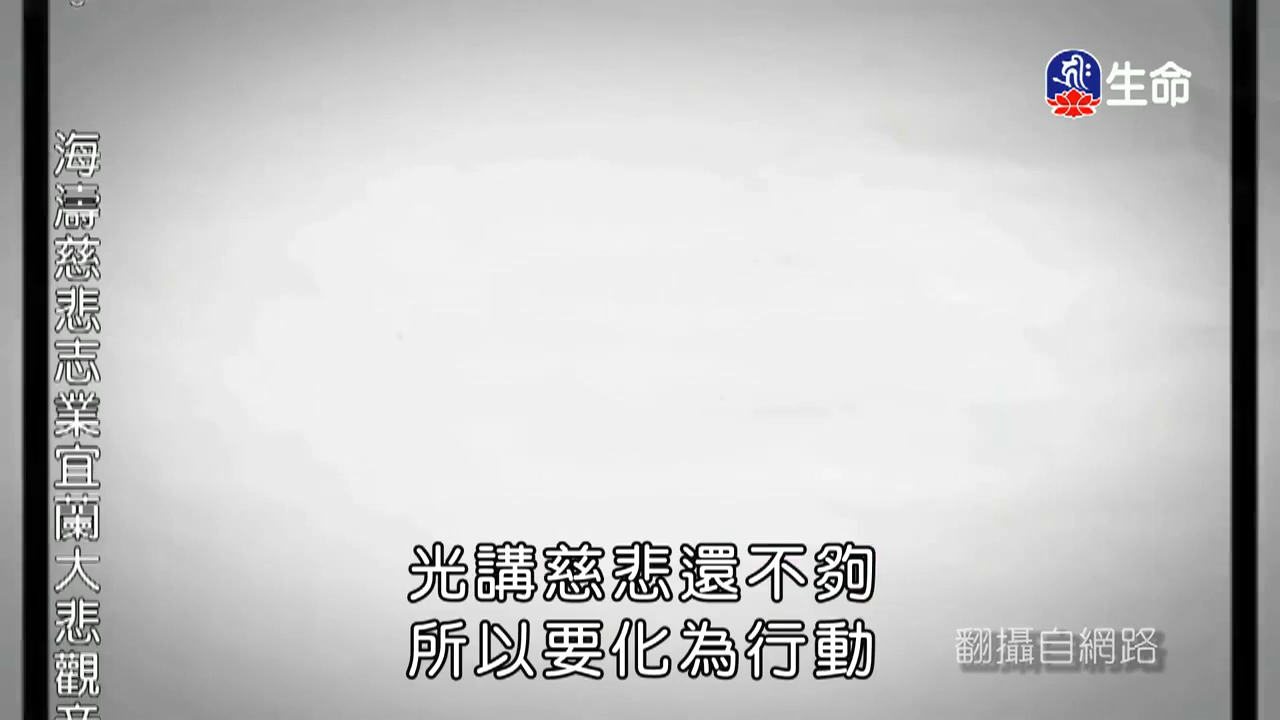 生命
海濤慈悲志業宜蘭大悲觀音
光講慈悲還不夠
所以要化為行動
翻攝自網路